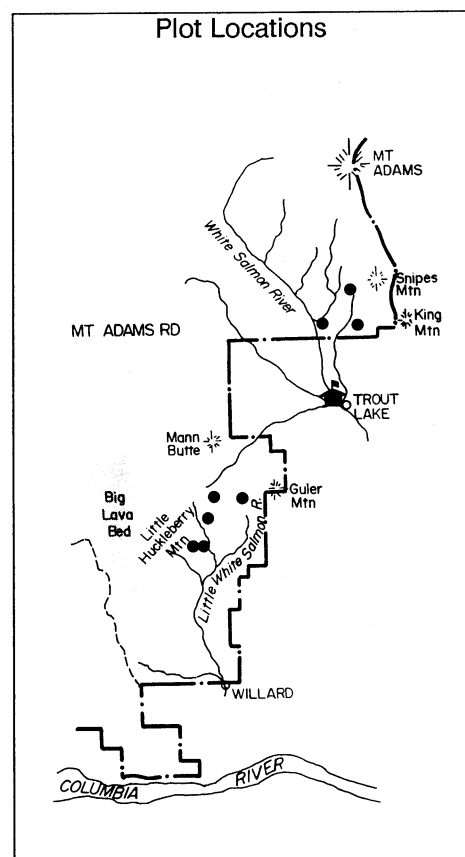 Plot Locations
MT
ADAMS
White Salmon River
Snipes
Mtn
King
Mtn
MT ADAMS RD
TROUT
LAKE
Mann
Butte
Guler
Mtn
Big
Lava
Bed
Little
Huckleberry
Mtn
Little White Salmon R.
WILLARD
COLUMBIA RIVER